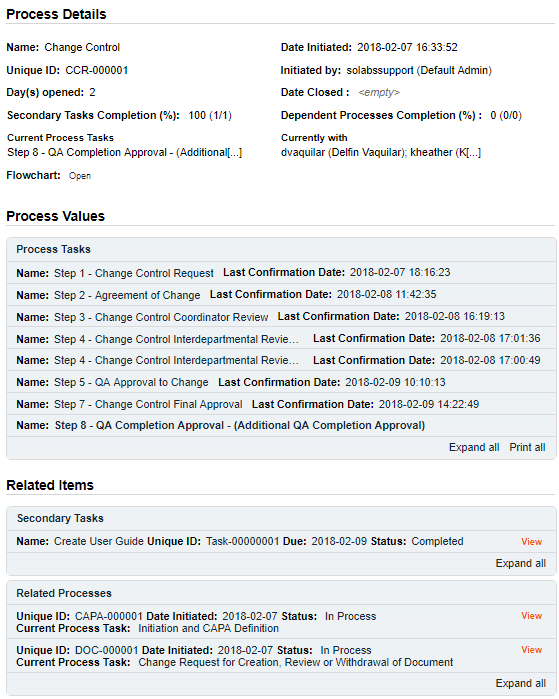 Process Details
Name: Change Control Date Initiated: 2018-02-07 16:33:52
Unique ID: CCR-000001 Initiated by: solabssupport (Default Admin)
Day(s) opened: 2 Date Closed : <empty>
Secondary Tasks Completion (%): 100 (1/1) Dependent Processes Completion (%) : 0 (0/0)
Current Process Tasks Currently with
Step 8 - QA Completion Approval - (Additional[...] dvaquilar (Delfin Vaquilar); kheather (K[...]
Flowchart: Open
Process Values
Process Tasks
Name: Step 1 - Change Control Request Last Confirmation Date: 2018-02-07 18:16:23
Name: Step 2 - Agreement of Change Last Confirmation Date: 2018-02-08 11:42:35
Name: Step 3 - Change Control Coordinator Review Last Confirmation Date: 2018-02-08 16:19:13
Name: Step 4 - Change Control Interdepartmental Revie... Last Confirmation Date: 2018-02-08 17:01:36
Name: Step 4 - Change Control Interdepartmental Revie... Last Confirmation Date: 2018-02-08 17:00:49
Name: Step 5 - QA Approval to Change Last Confirmation Date: 2018-02-09 10:10:13
Name: Step 7 - Change Control Final Approval Last Confirmation Date: 2018-02-09 14:22:49
Name: Step 8 - QA Completion Approval - (Additional QA Completion Approval)
Expand all Print all
Related Items
Secondary Tasks
Name: Create User Guide Unique ID: Task-00000001 Due: 2018-02-09 Status: Completed View
Expand all
Related Processes
Unique ID: CAPA-000001 Date Initiated: 2018-02-07 Status: In Process View
Current Process Task: Initiation and CAPA Definition
Unique ID: DOC-000001 Date Initiated: 2018-02-07 Status: In Process View
Current Process Task: Change Request for Creation, Review or Withdrawal of Document
Expand all